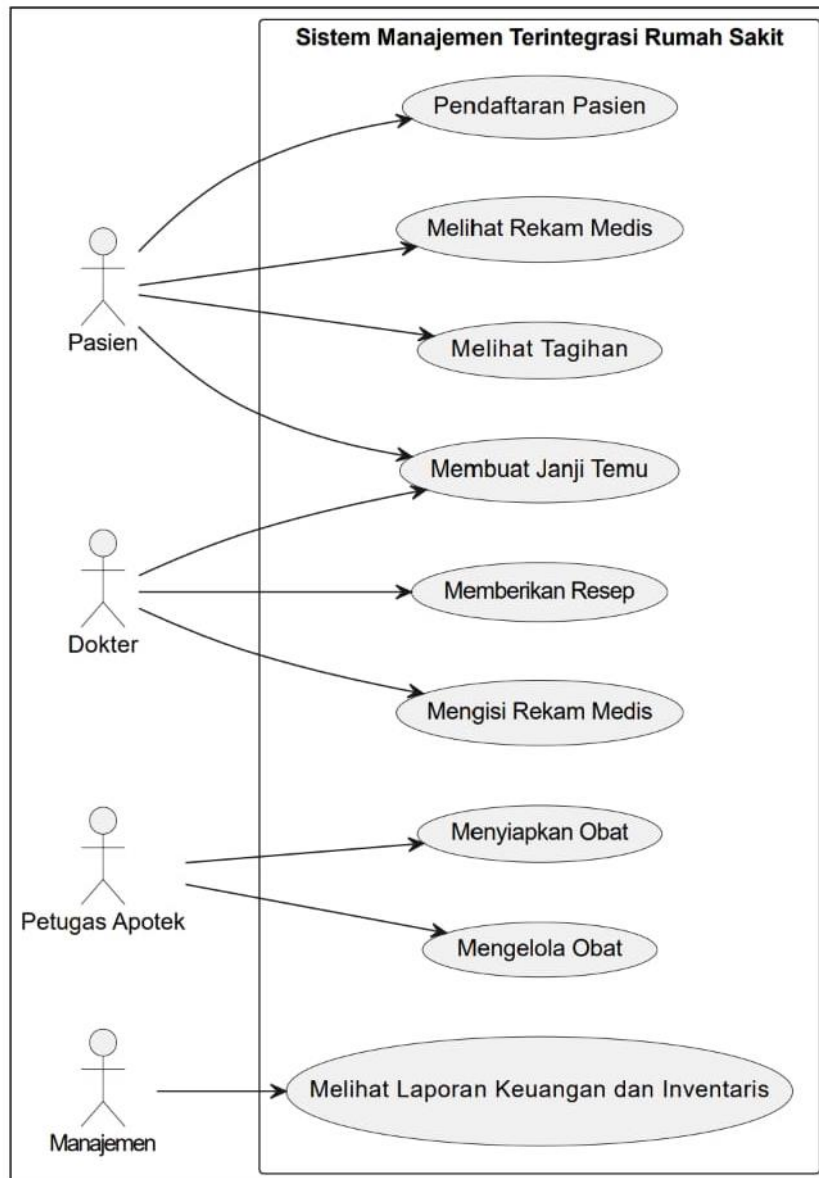 Sistem Manajemen Terintegrasi Rumah Sakit
Pendaftaran Pasien
Melihat Rekam Medis
Pasien
Melihat Tagihan
Membuat Janji Temu
Dokter
Memberikan Resep
Mengisi Rekam Medis
Petugas Apotek
Menyiapkan Obat
Mengelola Obat
Manajemen
Melihat Laporan Keuangan dan Inventaris